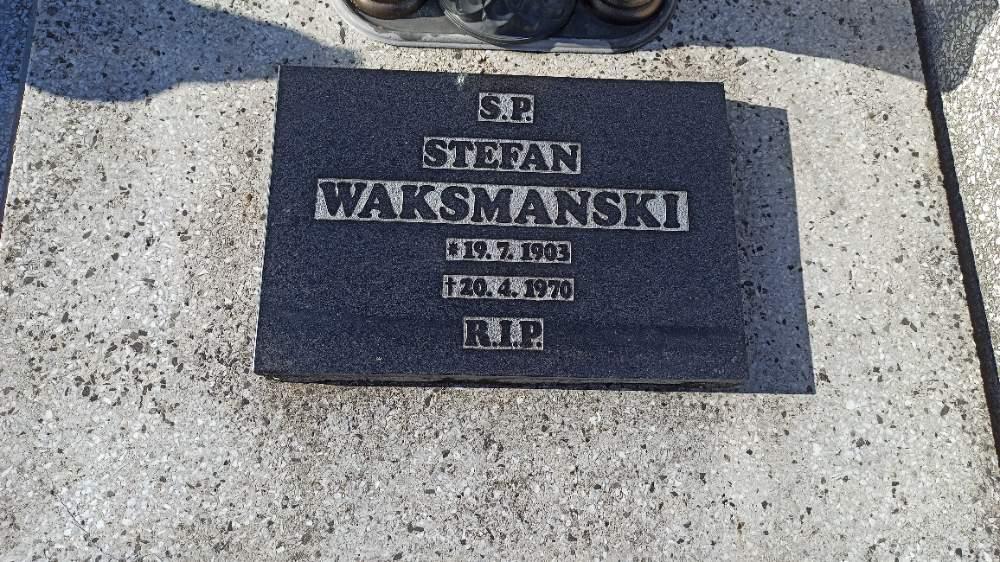 Ś.P.
STEFAN
WAKSMANSKI
* 19. 7. 1903
† 20. 4. 1970
R.I.P.